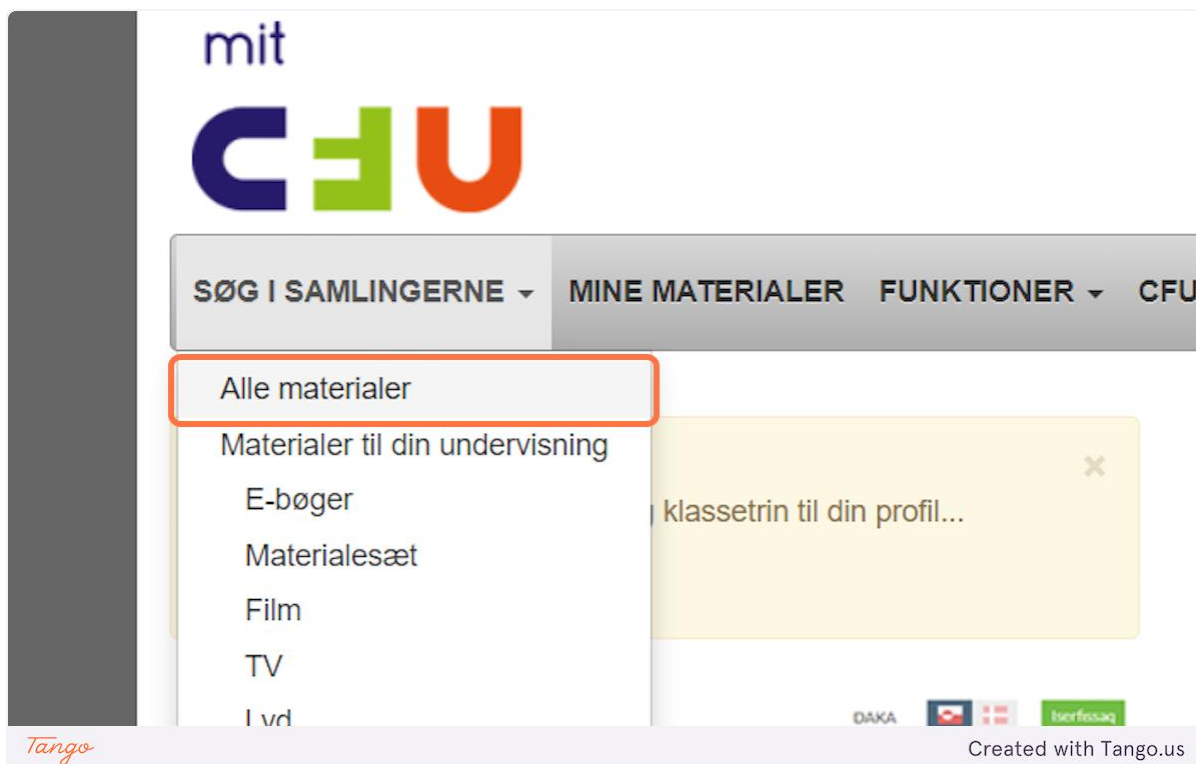 mit
CFU
SØG I SAMLINGERNE MINE MATERIALER FUNKTIONER CFU
Alle materialer
Materialer til din undervisning
E-bøger
klassetrin til din profil...
Materialesæt
Film
TV
Lyd
DAKA Iserfissaq
Tango Created with Tango.us